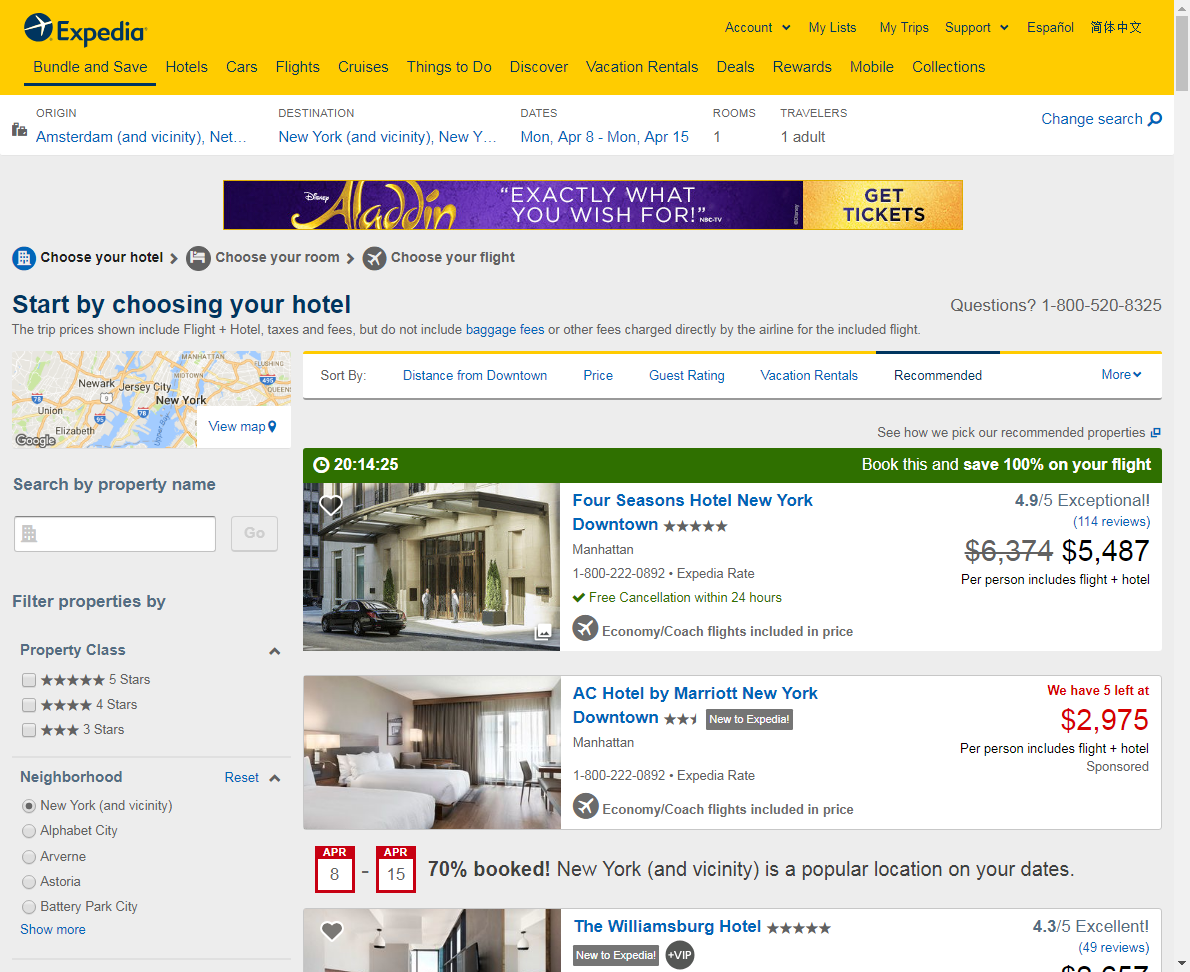 Expedia
Account
My Lists
My Trips
Support
Español
简体中文
Bundle and Save
Hotels
Cars
Flights
Cruises
Things to Do
Discover
Vacation Rentals
Deals
Rewards
Mobile
Collections
ORIGIN
Amsterdam (and vicinity), Net...
DESTINATION
New York (and vicinity), New Y...
DATES
Mon, Apr 8 - Mon, Apr 15
ROOMS
1
TRAVELERS
1 adult
Change search
Disney
Aladdin
“EXACTLY WHAT
YOU WISH FOR!” NBC-TV
©Disney
GET
TICKETS
Choose your hotel
Choose your room
Choose your flight
Start by choosing your hotel
Questions? 1-800-520-8325
The trip prices shown include Flight + Hotel, taxes and fees, but do not include baggage fees or other fees charged directly by the airline for the included flight.
MANHATTAN
FLUSHING
MIDTOWN
Newark
Jersey City
495
QUEENS
78
9
New York
Union
95
78
Elizabeth
Upper Bay
Google
View map
Sort By:
Distance from Downtown
Price
Guest Rating
Vacation Rentals
Recommended
More
See how we pick our recommended properties
Search by property name
Go
Filter properties by
Property Class
5 Stars
4 Stars
3 Stars
Neighborhood
Reset
New York (and vicinity)
Alphabet City
Arverne
Astoria
Battery Park City
Show more
20:14:25
Book this and save 100% on your flight
Four Seasons Hotel New York
Downtown
Manhattan
1-800-222-0892 • Expedia Rate
Free Cancellation within 24 hours
Economy/Coach flights included in price
4.9/5 Exceptional!
(114 reviews)
$6,374 $5,487
Per person includes flight + hotel
AC Hotel by Marriott New York
Downtown
New to Expedia!
Manhattan
1-800-222-0892 • Expedia Rate
Economy/Coach flights included in price
We have 5 left at
$2,975
Per person includes flight + hotel
Sponsored
APR
8
-
APR
15
70% booked! New York (and vicinity) is a popular location on your dates.
The Williamsburg Hotel
New to Expedia!
+VIP
4.3/5 Excellent!
(49 reviews)